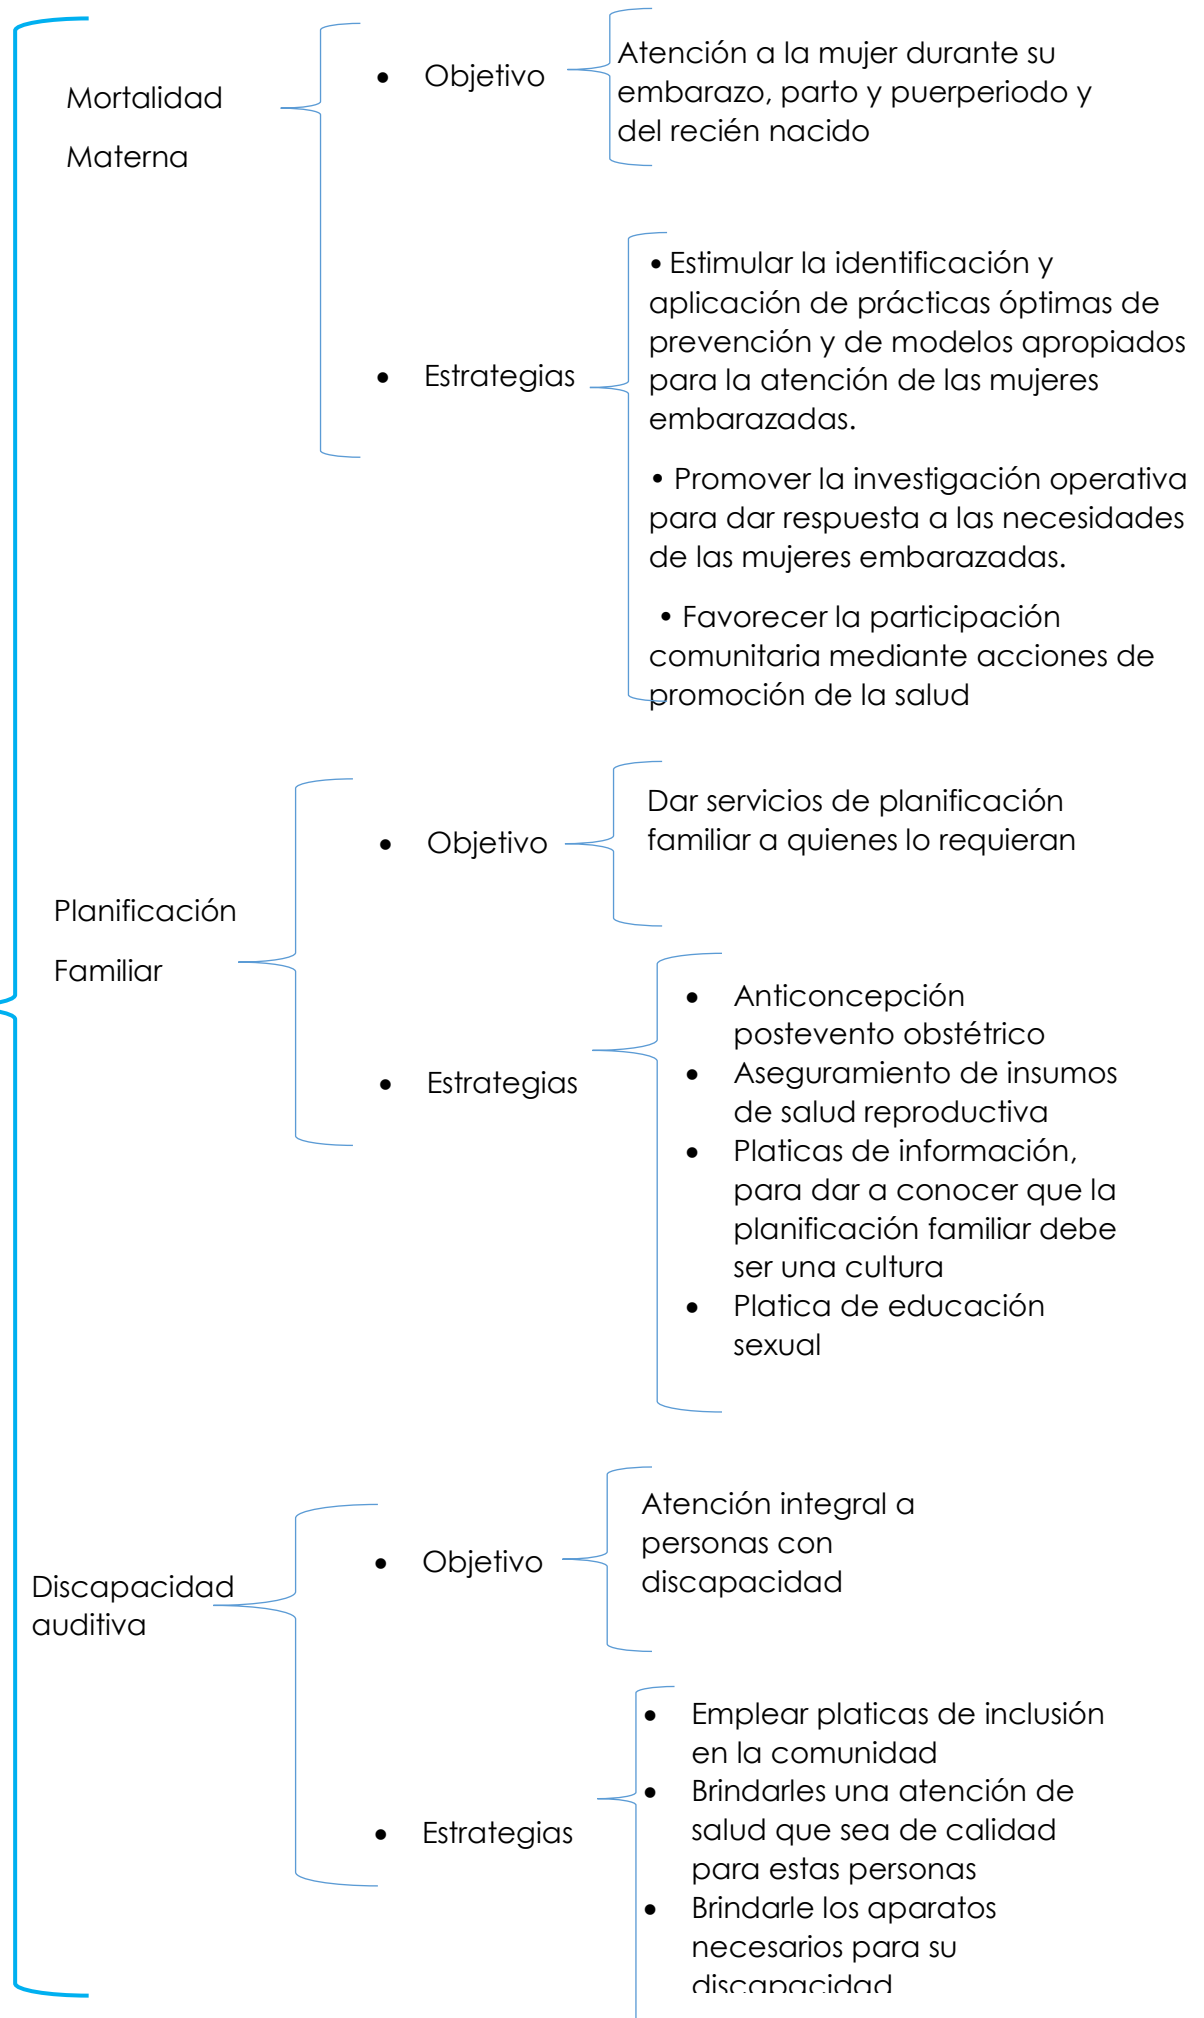 Mortalidad
Materna
• Objetivo
Atención a la mujer durante su
embarazo, parto y puerperiodo y
del recién nacido
• Estrategias
• Estimular la identificación y
aplicación de prácticas óptimas de
prevención y de modelos apropiados
para la atención de las mujeres
embarazadas.
• Promover la investigación operativa
para dar respuesta a las necesidades
de las mujeres embarazadas.
• Favorecer la participación
comunitaria mediante acciones de
promoción de la salud
Planificación
Familiar
• Objetivo
Dar servicios de planificación
familiar a quienes lo requieran
• Estrategias
• Anticoncepción
postevento obstétrico
• Aseguramiento de insumos
de salud reproductiva
• Platicas de información,
para dar a conocer que la
planificación familiar debe
ser una cultura
• Platica de educación
sexual
Discapacidad
auditiva
• Objetivo
Atención integral a
personas con
discapacidad
• Estrategias
• Emplear platicas de inclusión
en la comunidad
• Brindarles una atención de
salud que sea de calidad
para estas personas
• Brindarle los aparatos
necesarios para su
discapacidad